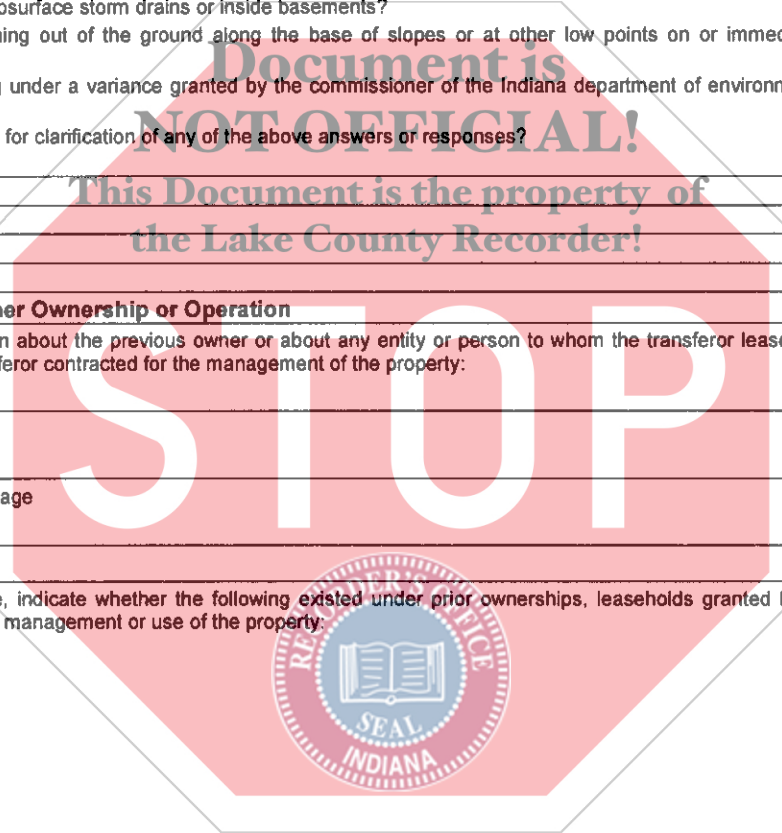 bsurface storm drains or inside basements?
ing out of the ground along the base of slopes or at other low points on or immed
Document is
under a variance granted by the commissioner of the Indiana department of environm
NOT OFFICIAL!
for clarification of any of the above answers or responses?
This Document is the property of
the Lake County Recorder!
er Ownership or Operation
n about the previous owner or about any entity or person to whom the transferor lease
feror contracted for the management of the property:
STOP
age
, indicate whether the following existed under prior ownerships, leaseholds granted
management or use of the property:
RECORDER'S OFFICE
SEAL
INDIANA